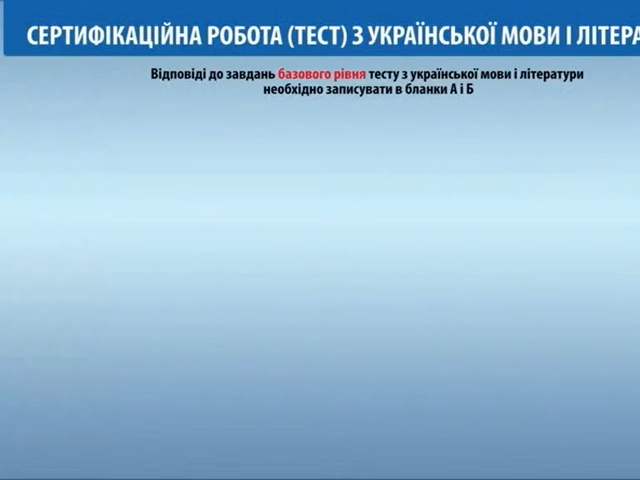 СЕРТИФІКАЦІЙНА РОБОТА (ТЕСТ) З УКРАЇНСЬКОЇ МОВИ І ЛІТЕРА
Відповіді до завдань базового рівня тесту з української мови і літератури
необхідно записувати в бланки А і Б